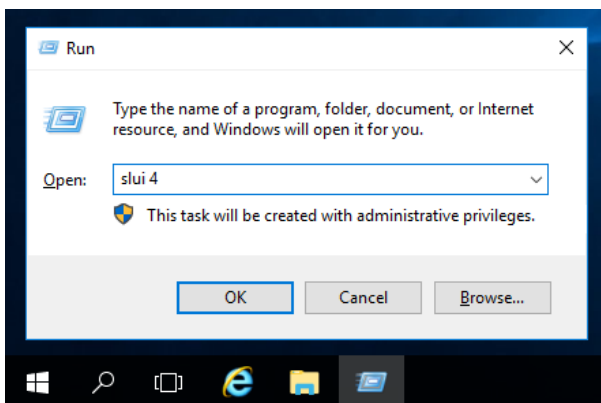 Run
Type the name of a program, folder, document, or Internet
resource, and Windows will open it for you.
Open: slui 4
This task will be created with administrative privileges.
OK Cancel Browse...